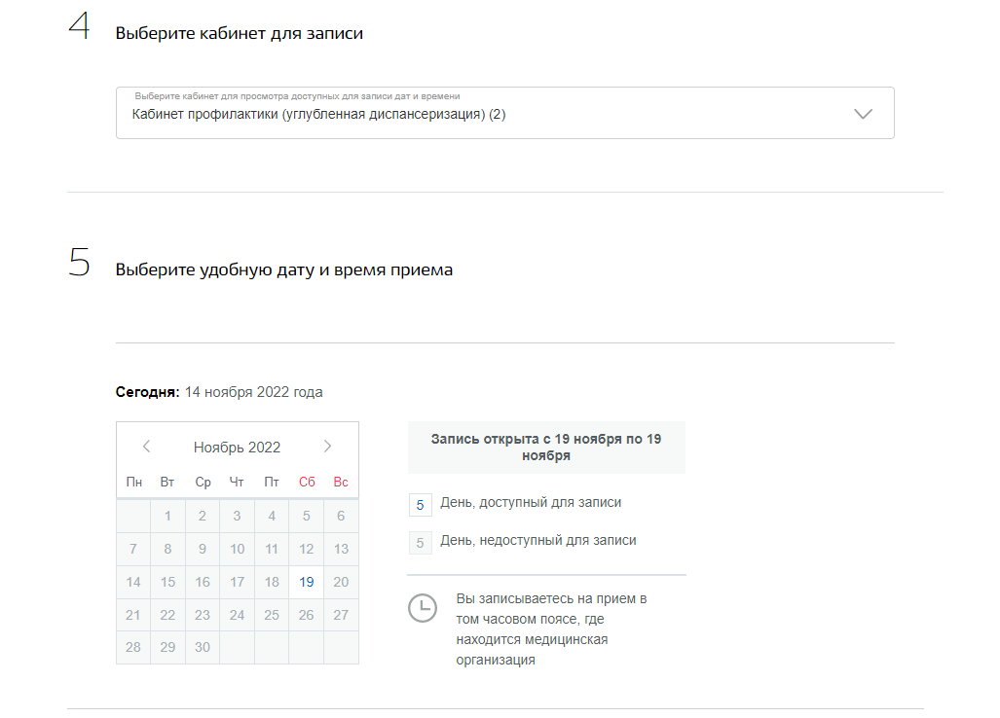 4
Выберите кабинет для записи
Выберите кабинет для просмотра доступных для записи дат и времени
Кабинет профилактики (углубленная диспансеризация) (2)
5
Выберите удобную дату и время приема
Сегодня: 14 ноября 2022 года
Ноябрь 2022
Пн Вт Ср Чт Пт Сб Вс
1 2 3 4 5 6
7 8 9 10 11 12 13
14 15 16 17 18 19 20
21 22 23 24 25 26 27
28 29 30
Запись открыта с 19 ноября по 19
ноября
5 День, доступный для записи
5 День, недоступный для записи
Вы записываетесь на прием в
том часовом поясе, где
находится медицинская
организация